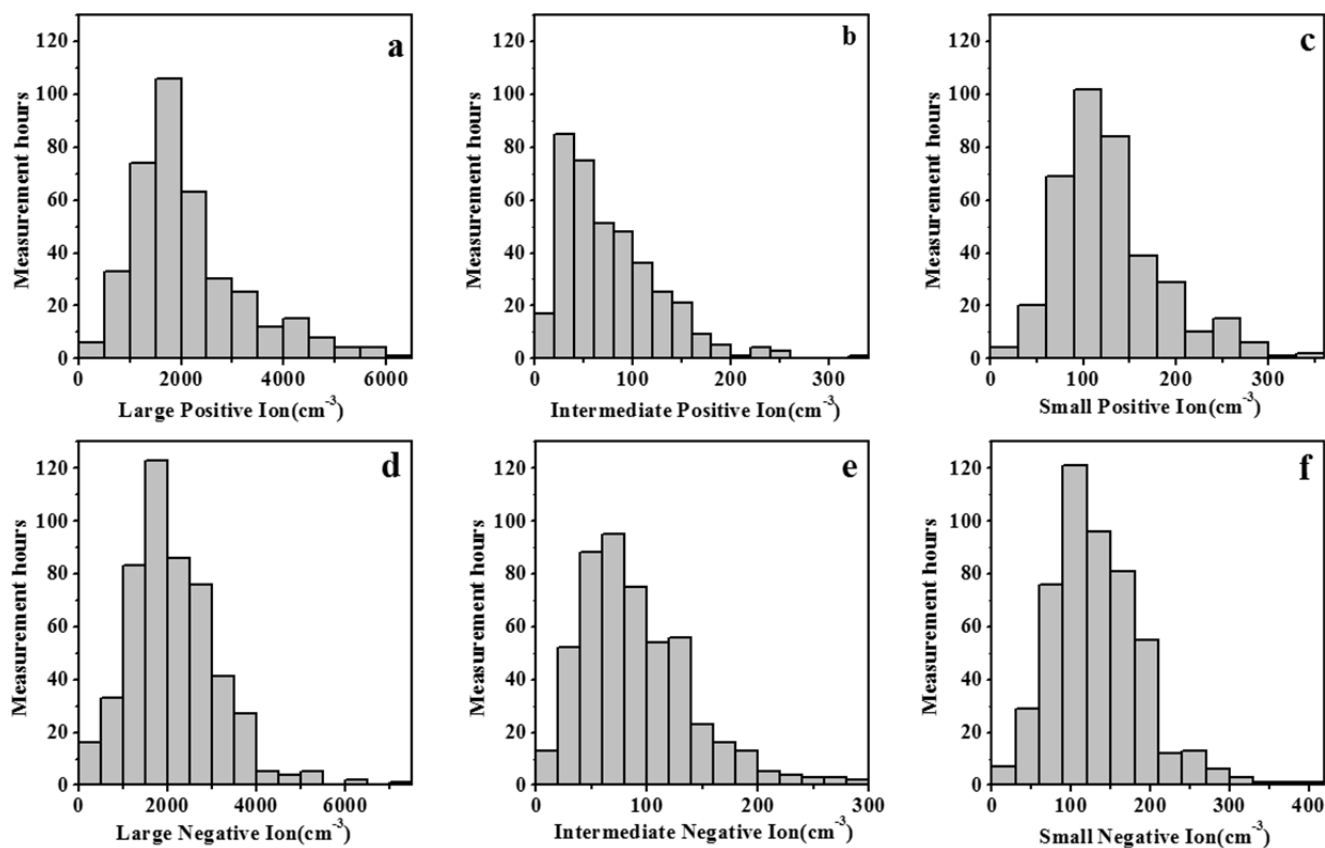 a
Measurement hours
120
100
80
60
40
20
0
0 2000 4000 6000
Large Positive Ion(cm⁻³)
b
Measurement hours
120
100
80
60
40
20
0
0 100 200 300
Intermediate Positive Ion(cm⁻³)
c
Measurement hours
120
100
80
60
40
20
0
0 100 200 300
Small Positive Ion(cm⁻³)
d
Measurement hours
120
100
80
60
40
20
0
0 2000 4000 6000
Large Negative Ion(cm⁻³)
e
Measurement hours
120
100
80
60
40
20
0
0 100 200 300
Intermediate Negative Ion(cm⁻³)
f
Measurement hours
120
100
80
60
40
20
0
0 100 200 300 400
Small Negative Ion(cm⁻³)